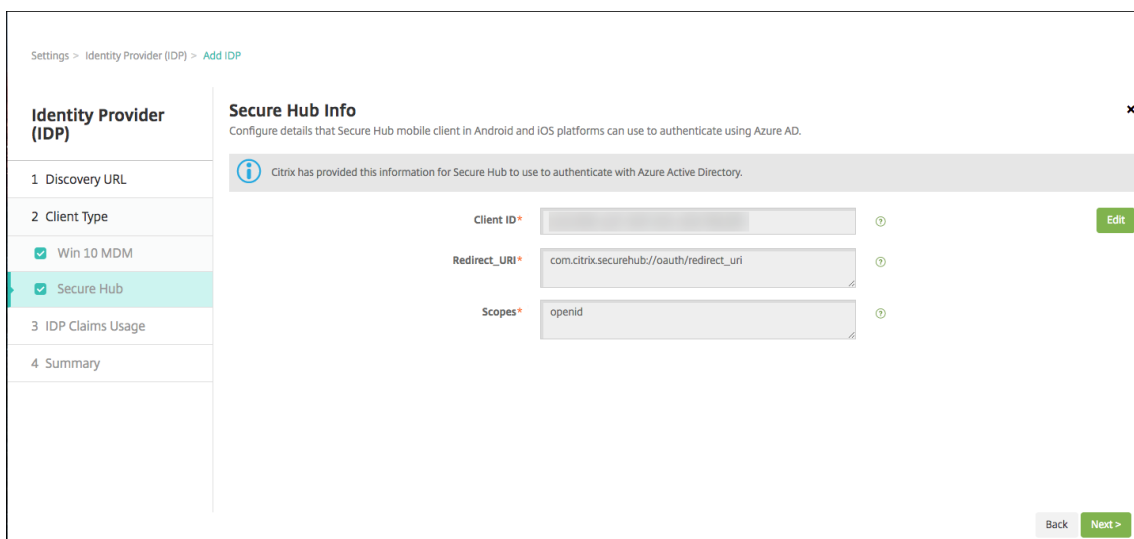 Settings > Identity Provider (IDP) > Add IDP
Identity Provider
(IDP)
1 Discovery URL
2 Client Type
Win 10 MDM
Secure Hub
3 IDP Claims Usage
4 Summary
Secure Hub Info
Configure details that Secure Hub mobile client in Android and iOS platforms can use to authenticate using Azure AD.
Citrix has provided this information for Secure Hub to use to authenticate with Azure Active Directory.
Client ID*
Edit
Redirect_URI* com.citrix.securehub://oauth/redirect_uri
Scopes* openid
Back Next >